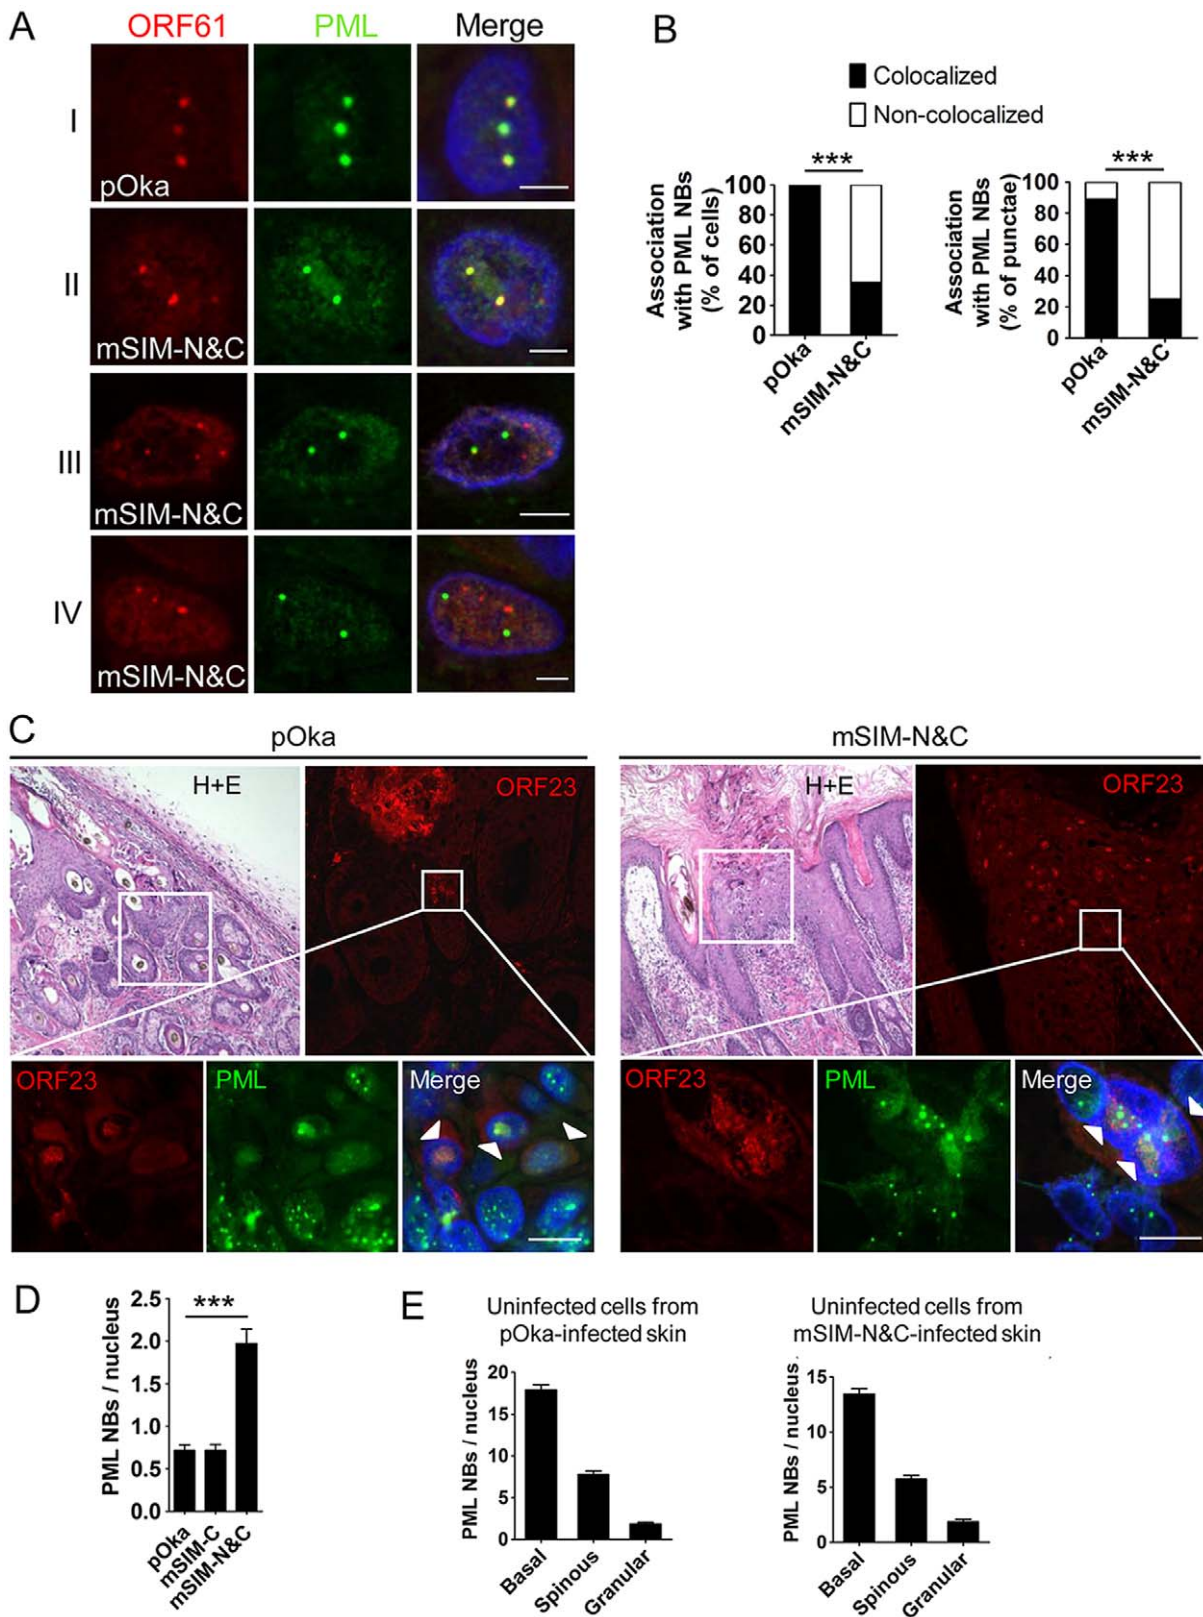 A
ORF61
PML
Merge
I
pOka
II
mSIM-N&C
III
mSIM-N&C
IV
mSIM-N&C
B
Colocalized
Non-colocalized
Association
with PML NBs
(% of cells)
100
80
60
40
20
0
***
pOka
mSIM-N&C
Association
with PML NBs
(% of punctae)
100
80
60
40
20
0
***
pOka
mSIM-N&C
C
pOka
H+E
ORF23
ORF23
PML
Merge
mSIM-N&C
H+E
ORF23
ORF23
PML
Merge
D
PML NBs / nucleus
2.5
2.0
1.5
1.0
0.5
0.0
***
pOka
mSIM-C
mSIM-N&C
E
Uninfected cells from
pOka-infected skin
PML NBs / nucleus
20
15
10
5
0
Basal
Spinous
Granular
Uninfected cells from
mSIM-N&C-infected skin
PML NBs / nucleus
15
10
5
0
Basal
Spinous
Granular